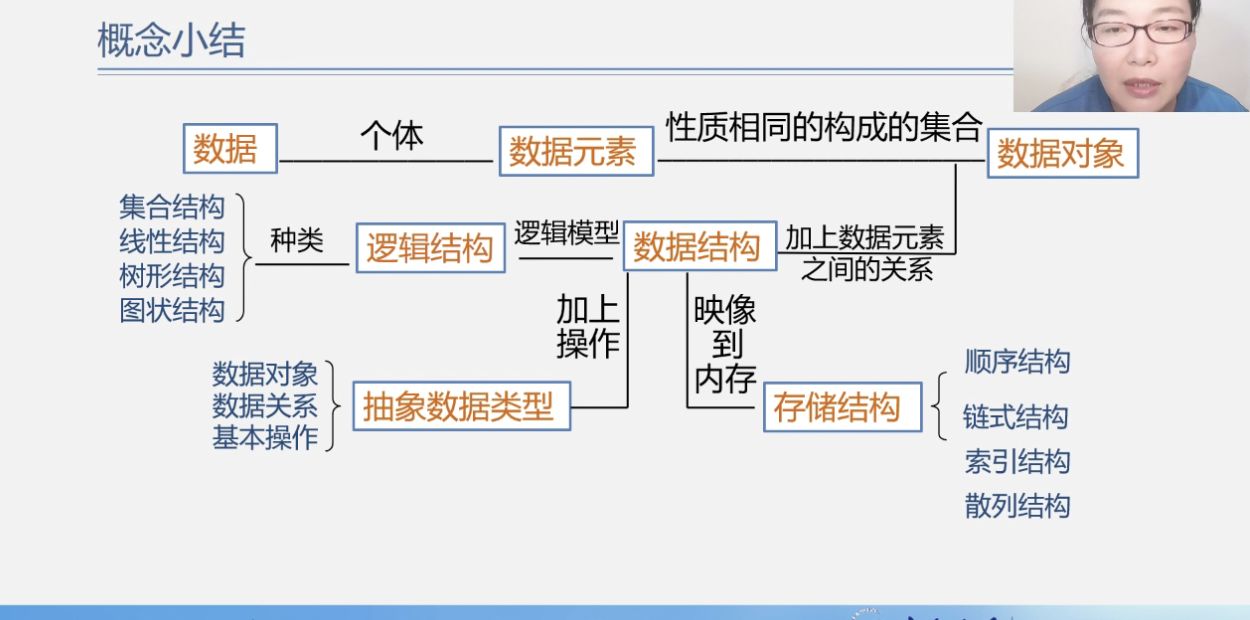 概念小结
数据
个体
数据元素
性质相同的构成的集合
数据对象
集合结构
线性结构
树形结构
图状结构
种类
逻辑结构
逻辑模型
数据结构
加上数据元素
之间的关系
加上
操作
映像
到
内存
数据对象
数据关系
基本操作
抽象数据类型
存储结构
顺序结构
链式结构
索引结构
散列结构